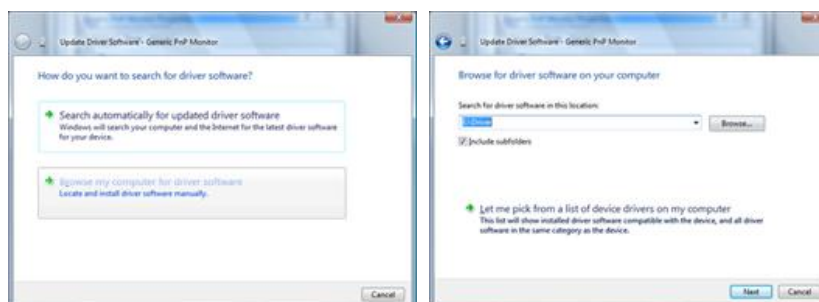 Update Driver Software - Generic PnP Monitor
How do you want to search for driver software?
Search automatically for updated driver software
Windows will search your computer and the Internet for the latest driver software
for your device.
Browse my computer for driver software
Locate and install driver software manually.
Cancel
Update Driver Software - Generic PnP Monitor
Browse for driver software on your computer
Search for driver software in this location:
Browse...
Include subfolders
Let me pick from a list of device drivers on my computer
This list will show installed driver software compatible with the device, and all driver
software in the same category as the device.
Next Cancel